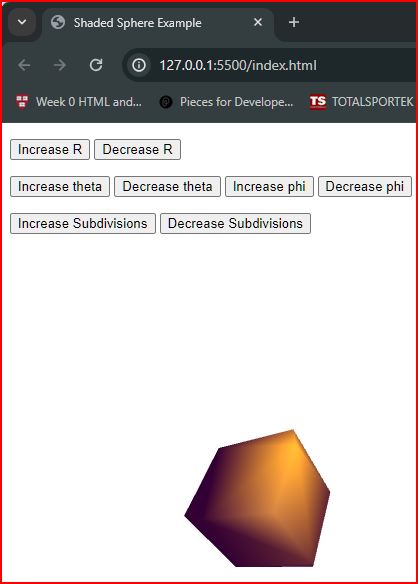 Shaded Sphere Example
127.0.0.1:5500/index.html
Week 0 HTML and... Pieces for Develope... TS TOTALSPORTEK
Increase R Decrease R
Increase theta Decrease theta Increase phi Decrease phi
Increase Subdivisions Decrease Subdivisions